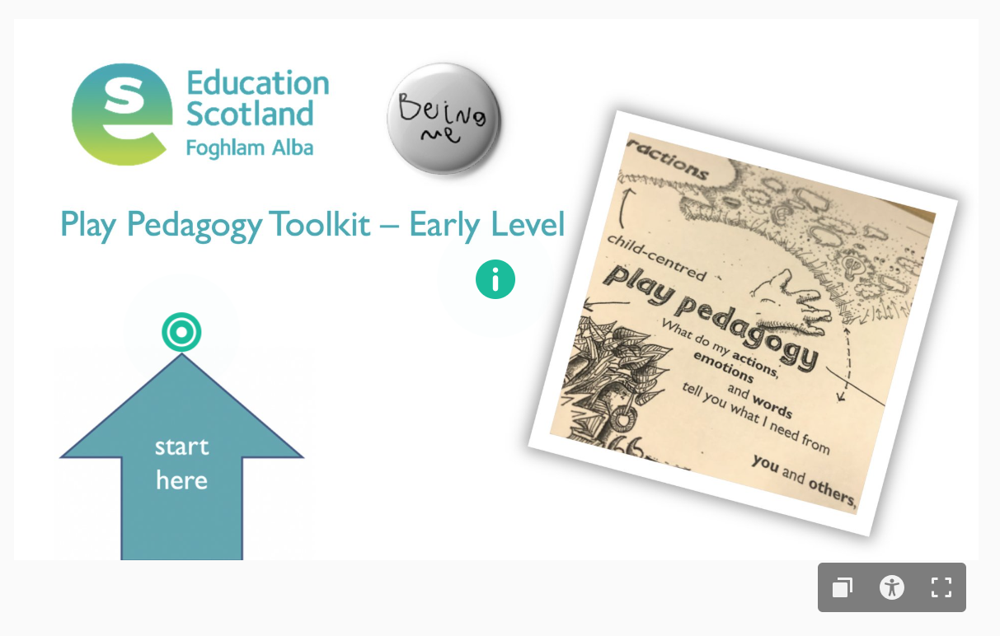 Education
Scotland
Foghlam Alba
Being
me
Play Pedagogy Toolkit – Early Level
start
here
ractions
child-centred
play pedagogy
What do my actions,
emotions
and words
tell you what I need from
you and others,